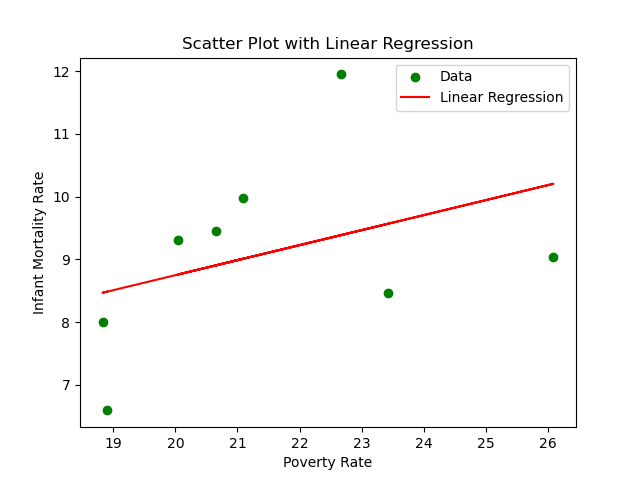 Scatter Plot with Linear Regression
Data
Linear Regression
12
11
10
9
8
7
Infant Mortality Rate
19 20 21 22 23 24 25 26
Poverty Rate